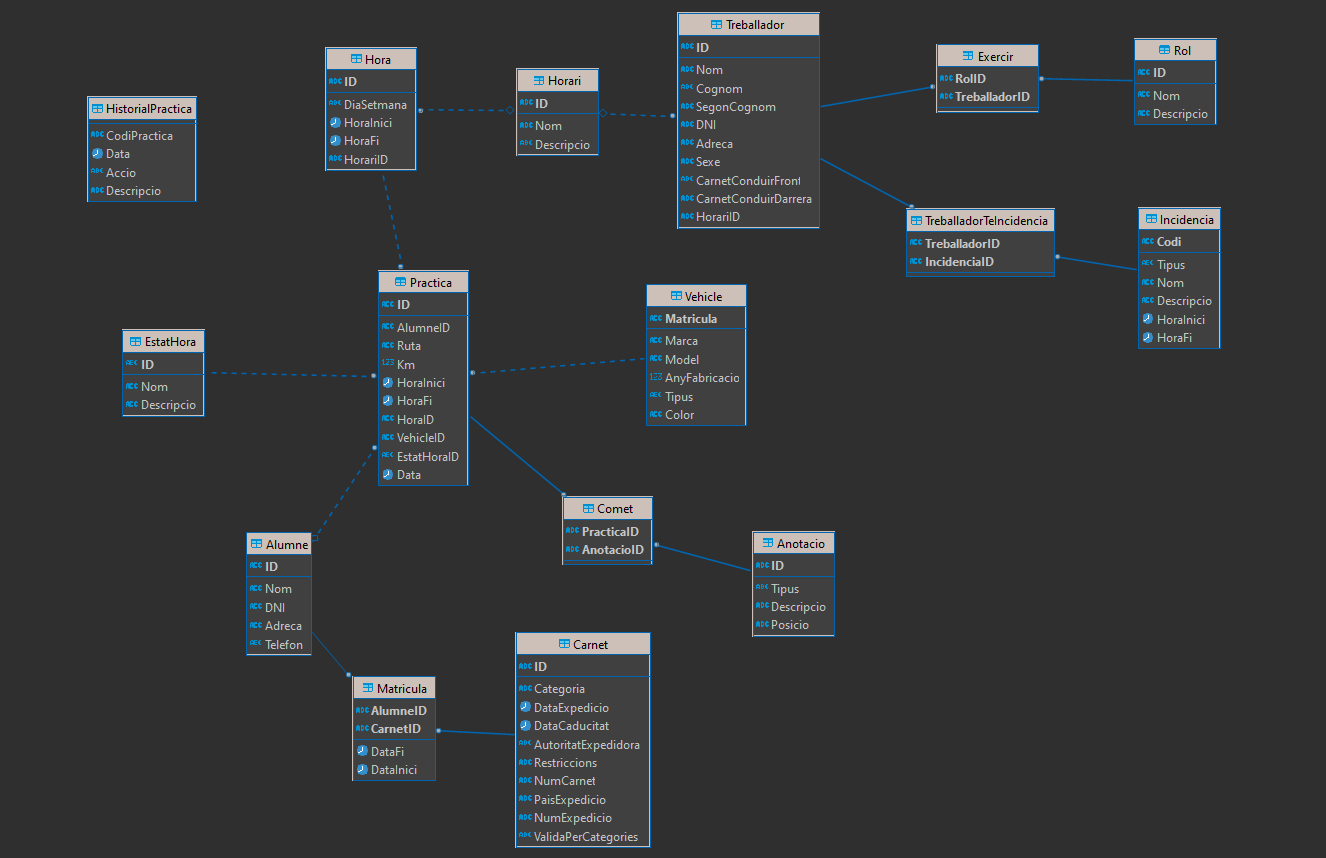 HistorialPractica
CodiPractica
Data
Accio
Descripcio
Hora
ID
DiaSetmana
HoraInici
HoraFi
HorariID
Horari
ID
Nom
Descripcio
Treballador
ID
Nom
Cognom
SegonCognom
DNI
Adreca
Sexe
CarnetConduirFront
CarnetConduirDarrera
HorariID
Exercir
RolID
TreballadorID
Rol
ID
Nom
Descripcio
TreballadorTeIncidencia
TreballadorID
IncidenciaID
Incidencia
Codi
Tipus
Nom
Descripcio
HoraInici
HoraFi
EstatHora
ID
Nom
Descripcio
Practica
ID
AlumneID
Ruta
123 Km
HoraInici
HoraFi
HoraID
VehicleID
EstatHoraID
Data
Vehicle
Matricula
Marca
Model
123 AnyFabricacio
Tipus
Color
Comet
PracticaID
AnotacioID
Anotacio
ID
Tipus
Descripcio
Posicio
Alumne
ID
Nom
DNI
Adreca
Telefon
Matricula
AlumneID
CarnetID
DataFi
DataInici
Carnet
ID
Categoria
DataExpedicio
DataCaducitat
AutoritatExpedidora
Restriccions
NumCarnet
PaisExpedicio
NumExpedicio
ValidaPerCategories